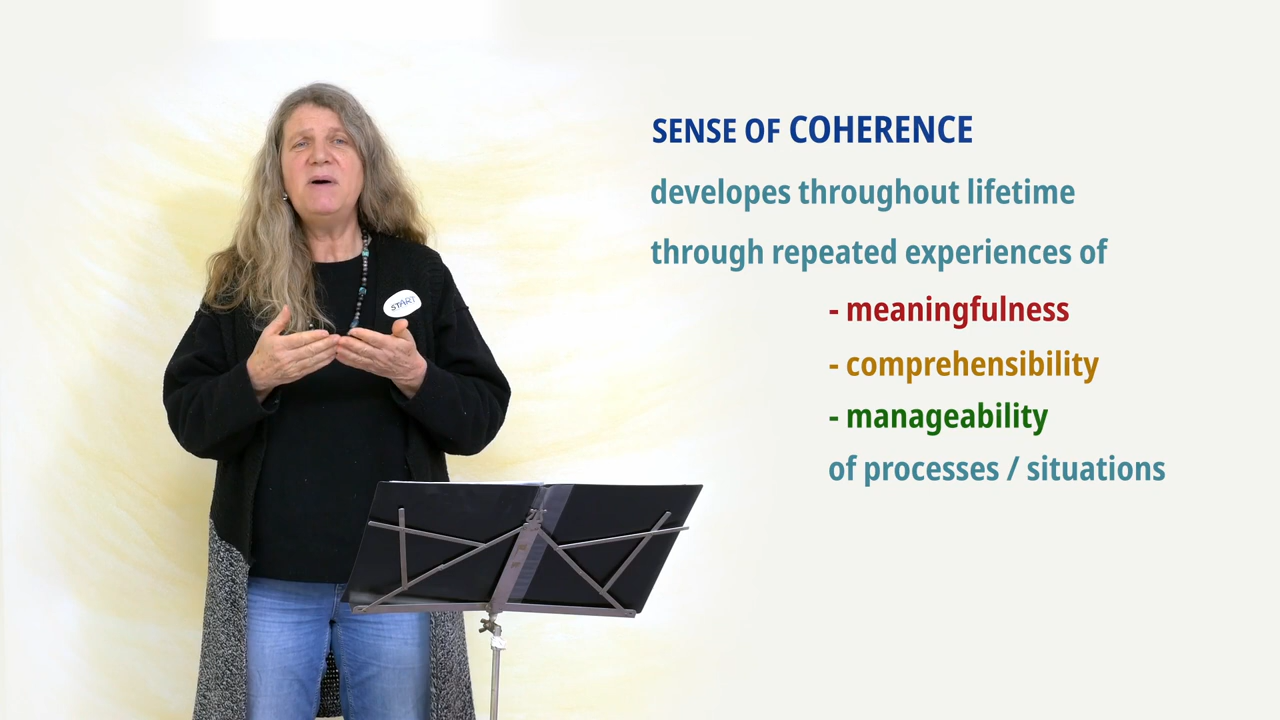 START
SENSE OF COHERENCE
developes throughout lifetime
through repeated experiences of
- meaningfulness
- comprehensibility
- manageability
of processes / situations